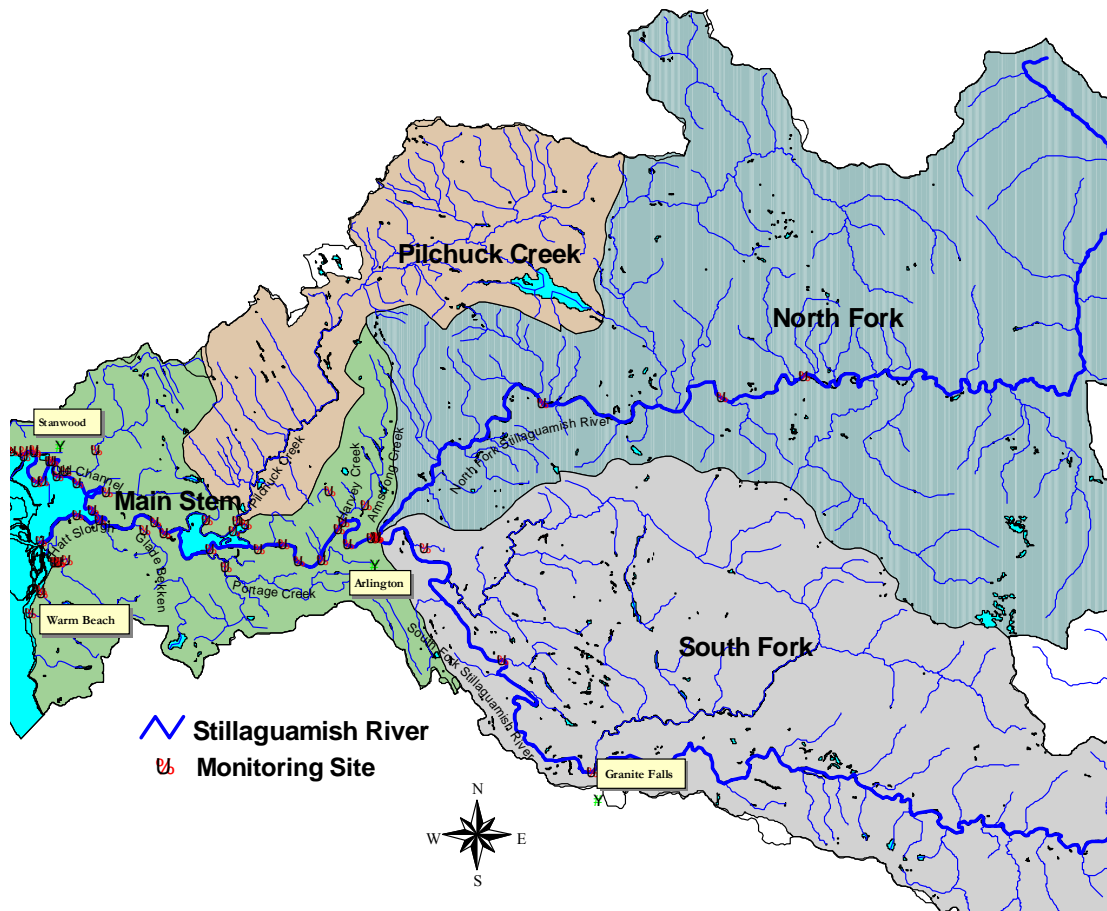 Pilchuck Creek
North Fork
Stanwood
Old Channel
Main Stem
Pilchuck Creek
Harvey Creek
Armstrong Creek
North Fork Stillaguamish River
Hatt Slough
Glade Bekken
Portage Creek
Arlington
Warm Beach
South Fork Stillaguamish River
South Fork
Stillaguamish River
Monitoring Site
Granite Falls
N
W
E
S